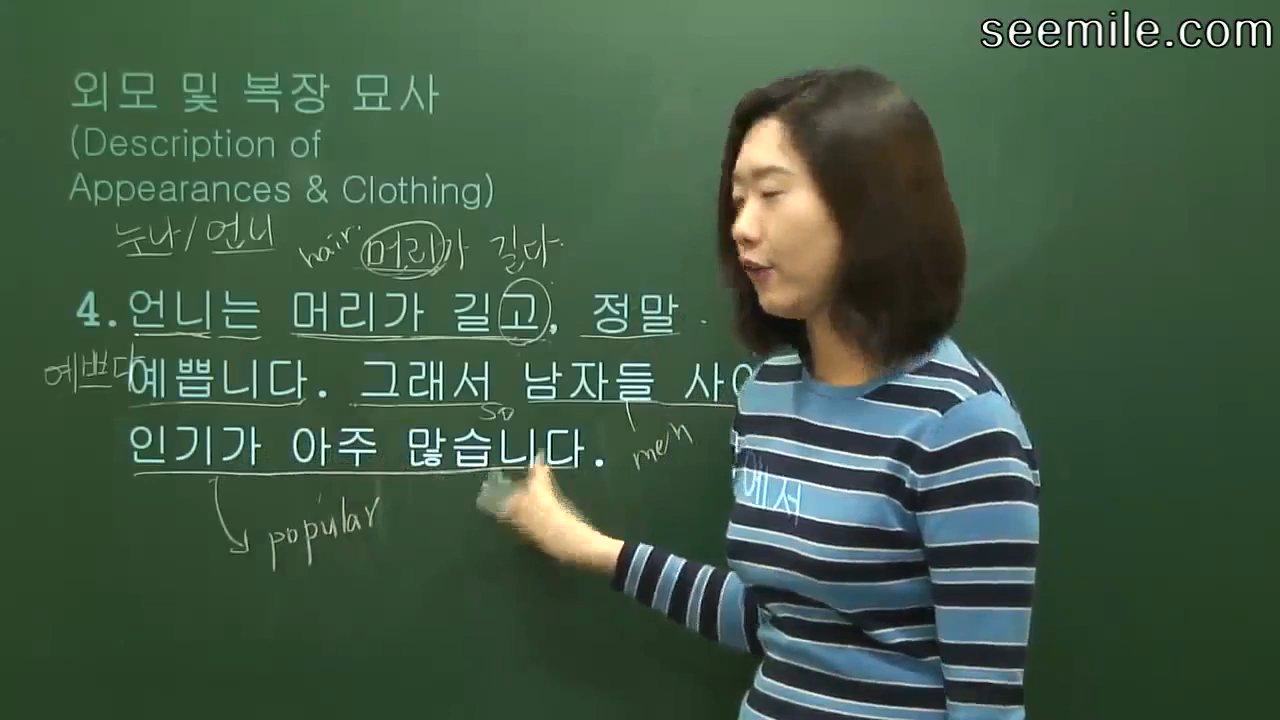 seemile.com
외모 및 복장 묘사
(Description of
Appearances & Clothing)
누나/언니 hair. 머리가 길다.
4. 언니는 머리가 길고, 정말
예쁘다 예쁩니다. 그래서 남자들
so
인기가 아주 많습니다. men
에서
popular